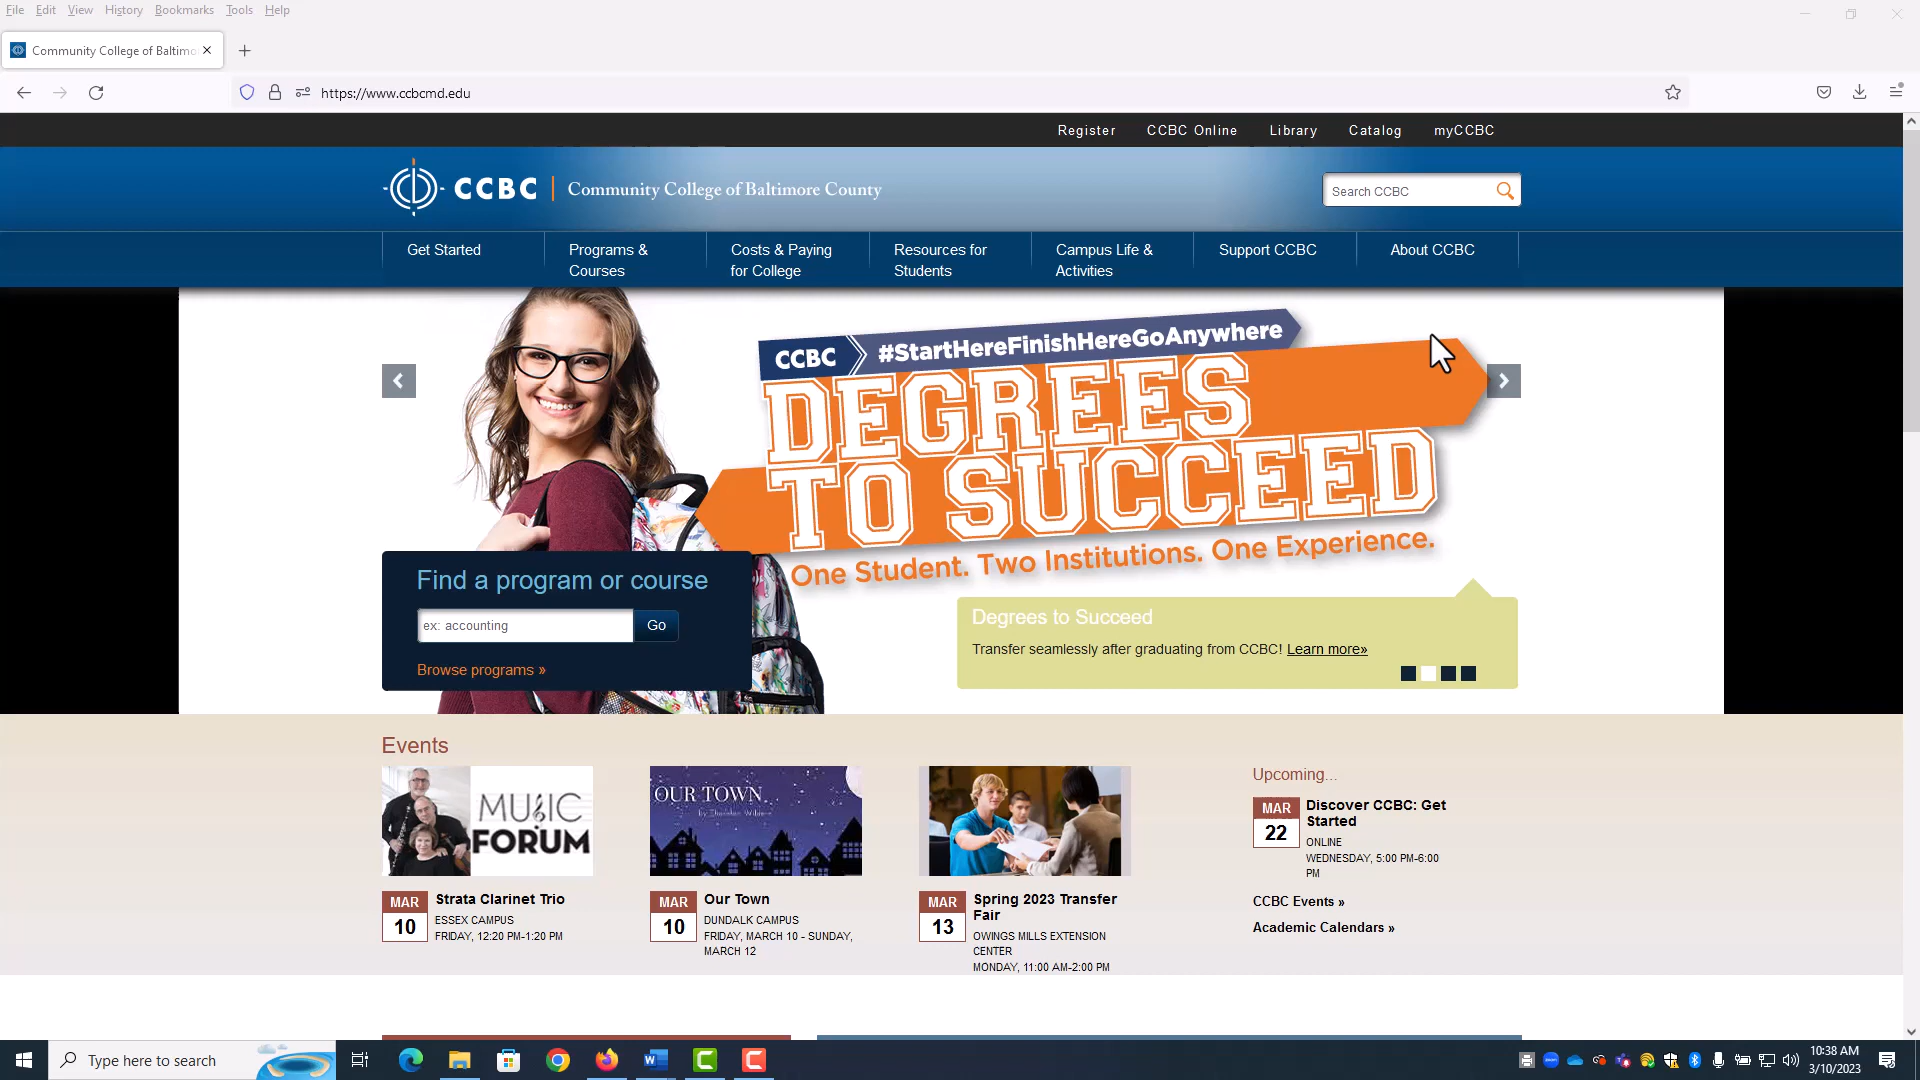 File Edit View History Bookmarks Tools Help
Community College of Baltimo
https://www.ccbcmd.edu
Register CCBC Online Library Catalog myCCBC
CCBC | Community College of Baltimore County
Search CCBC
Get Started
Programs &
Courses
Costs & Paying
for College
Resources for
Students
Campus Life &
Activities
Support CCBC
About CCBC
CCBC #StartHereFinishHereGoAnywhere
DEGREES
TO SUCCEED
One Student. Two Institutions. One Experience.
Find a program or course
ex: accounting
Go
Browse programs »
Degrees to Succeed
Transfer seamlessly after graduating from CCBC! Learn more»
Events
MUSIC
FORUM
MAR
10
Strata Clarinet Trio
ESSEX CAMPUS
FRIDAY, 12:20 PM-1:20 PM
OUR TOWN
by Thornton Wilder
MAR
10
Our Town
DUNDALK CAMPUS
FRIDAY, MARCH 10 - SUNDAY,
MARCH 12
MAR
13
Spring 2023 Transfer
Fair
OWINGS MILLS EXTENSION
CENTER
MONDAY, 11:00 AM-2:00 PM
Upcoming...
MAR
22
Discover CCBC: Get
Started
ONLINE
WEDNESDAY, 5:00 PM-6:00
PM
CCBC Events »
Academic Calendars »
Type here to search
10:38 AM
3/10/2023